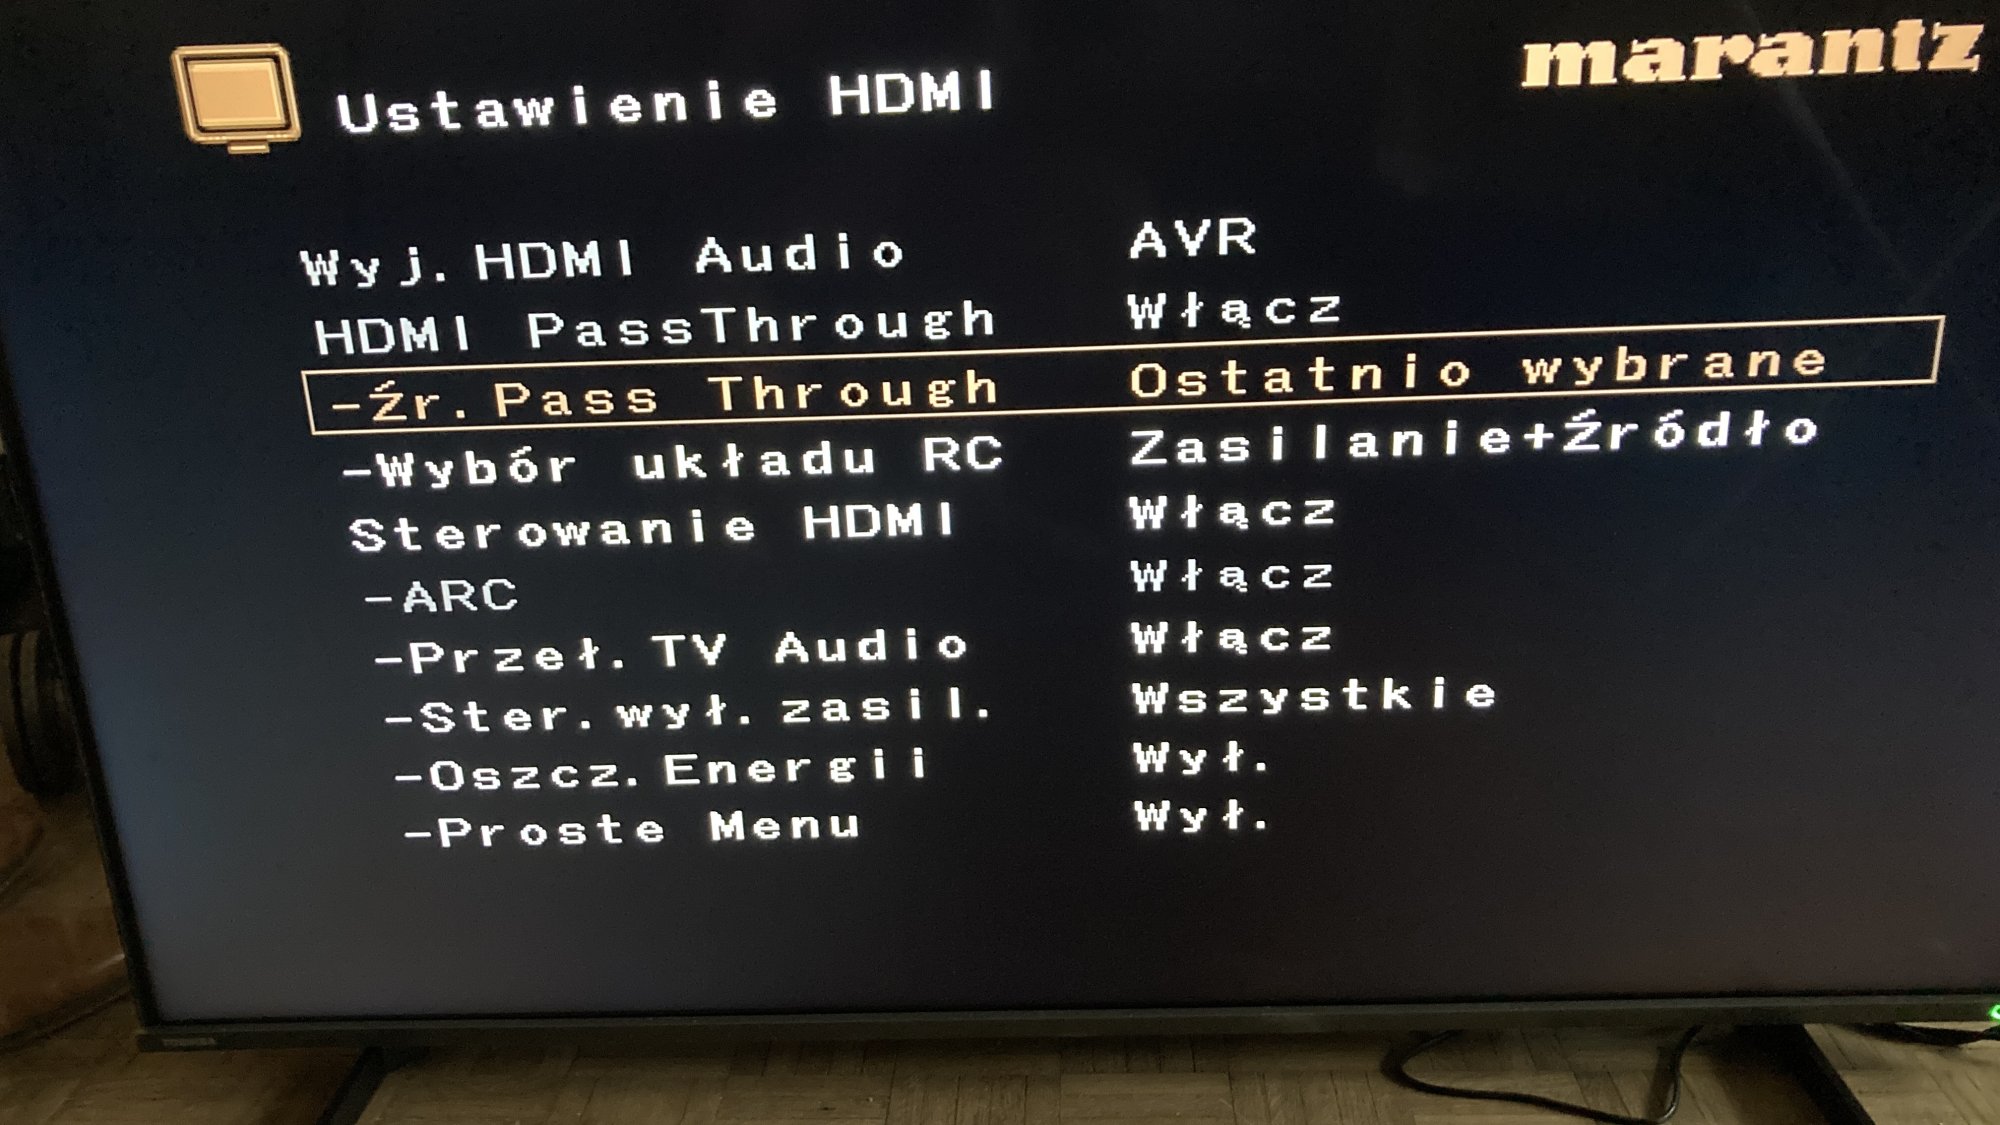 marantz
Ustawienie HDMI
Wyj. HDMI Audio AVR
HDMI PassThrough Włącz
-Źr. Pass Through Ostatnio wybrane
-Wybór układu RC Zasilanie+Źródło
Sterowanie HDMI Włącz
-ARC Włącz
-Przeł. TV Audio Włącz
-Ster. wył. zasil. Wszystkie
-Oszcz. Energii Wył.
-Proste Menu Wył.
TOSHIBA